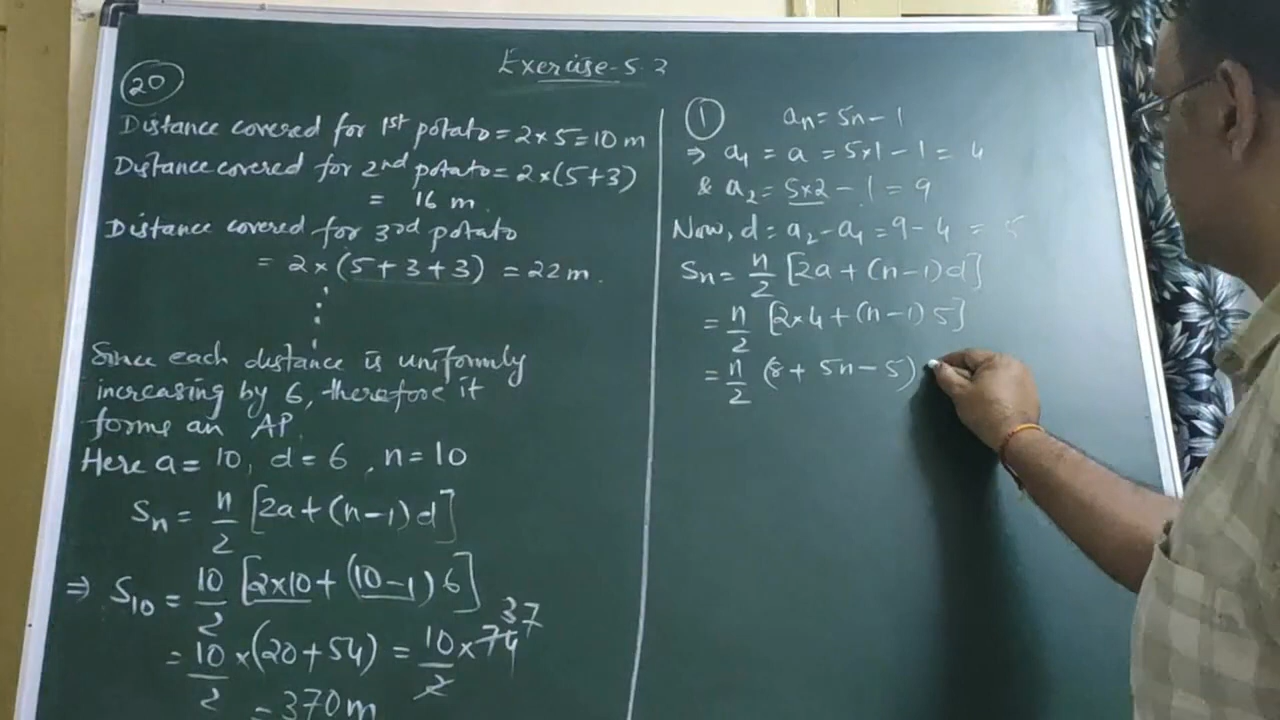 Exercise-5.3
20
Distance covered for 1st potato = 2×5=10 m
Distance covered for 2nd potato = 2×(5+3)
= 16 m.
Distance covered for 3rd potato
= 2×(5+3+3) = 22m.
Since each distance is uniformly
increasing by 6, therefore it
forms an AP.
Here a= 10, d= 6, n= 10
Sn = n/2 [2a+(n-1)d]
⇒ S10 = 10/2 [2×10+(10-1)6]
= 10/2 ×(20+54) = 10/2 × 74 37
= 370m
1
an = 5n-1
⇒ a1 = a = 5×1-1 = 4
& a2 = 5×2-1 = 9
Now, d= a2-a1 = 9-4 = 5
Sn = n/2 [2a+(n-1)d]
= n/2 [2×4+(n-1)5]
= n/2 (8+5n-5)